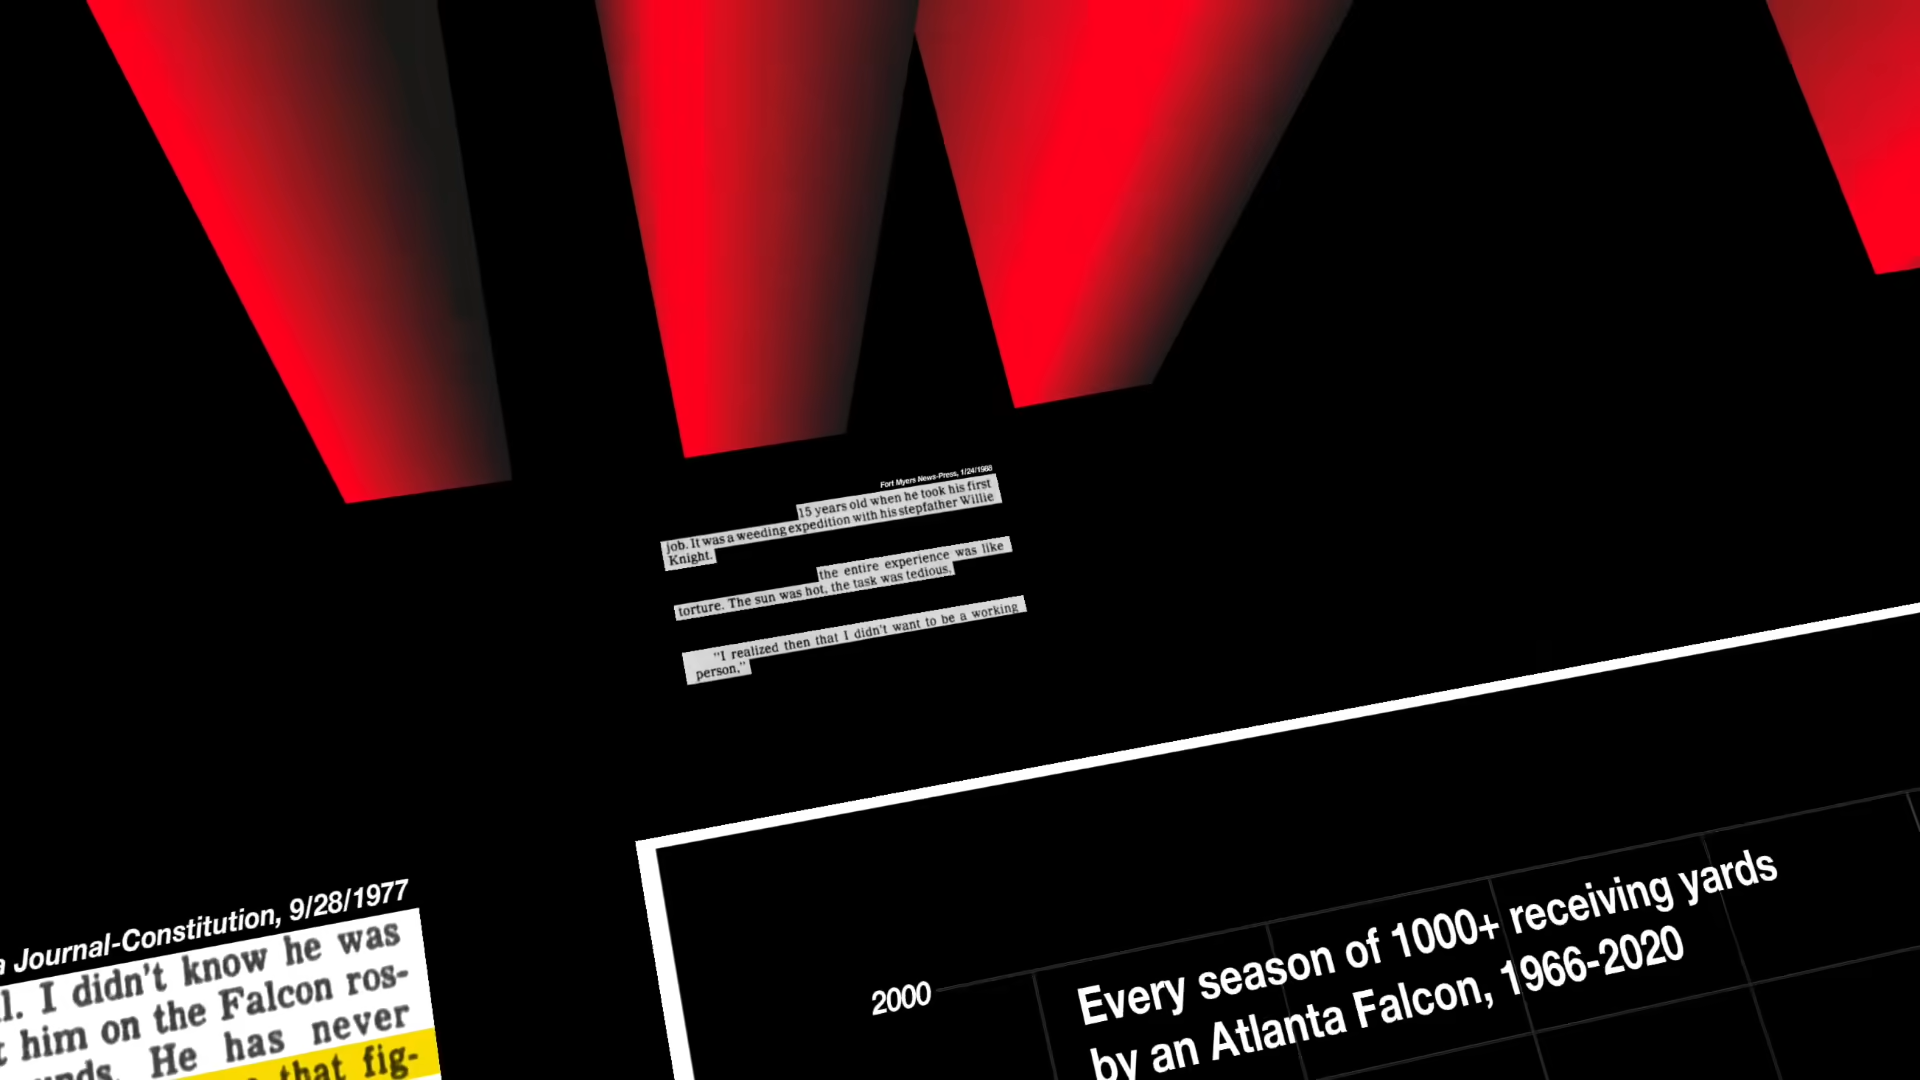 Fort Myers News-Press, 1/24/1988
15 years old when he took his first
job. It was a weeding expedition with his stepfather Willie
Knight.
the entire experience was like
torture. The sun was hot, the task was tedious.
"I realized then that I didn't want to be a working
person."
Journal-Constitution, 9/28/1977
I didn't know he was
him on the Falcon ros-
He has never
that fig-
2000
Every season of 1000+ receiving yards
by an Atlanta Falcon, 1966-2020